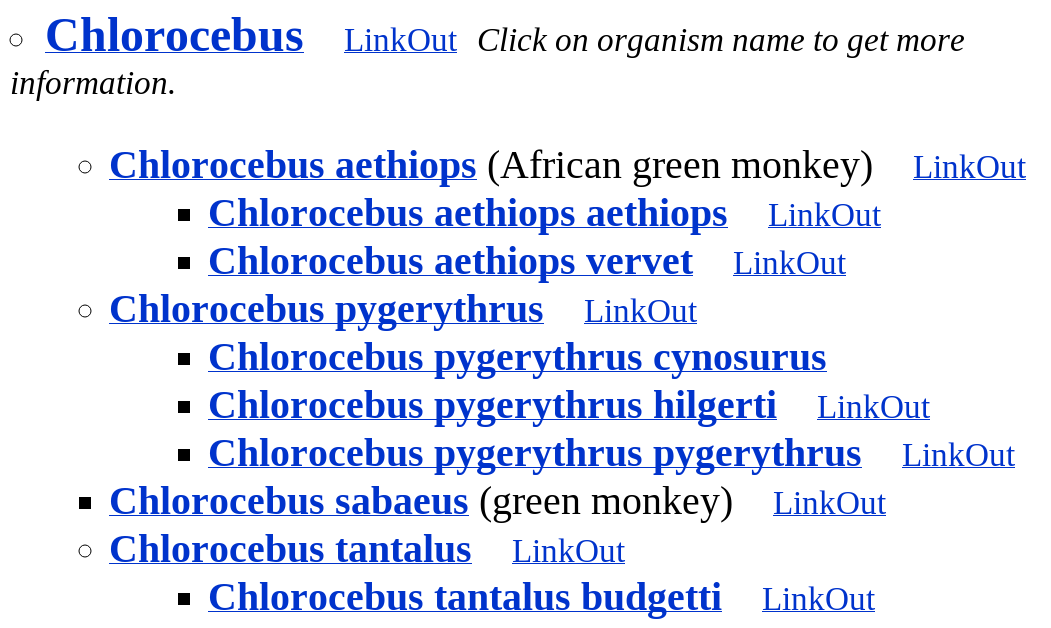 Chlorocebus LinkOut Click on organism name to get more
information.
Chlorocebus aethiops (African green monkey) LinkOut
Chlorocebus aethiops aethiops LinkOut
Chlorocebus aethiops vervet LinkOut
Chlorocebus pygerythrus LinkOut
Chlorocebus pygerythrus cynosurus
Chlorocebus pygerythrus hilgerti LinkOut
Chlorocebus pygerythrus pygerythrus LinkOut
Chlorocebus sabaeus (green monkey) LinkOut
Chlorocebus tantalus LinkOut
Chlorocebus tantalus budgetti LinkOut